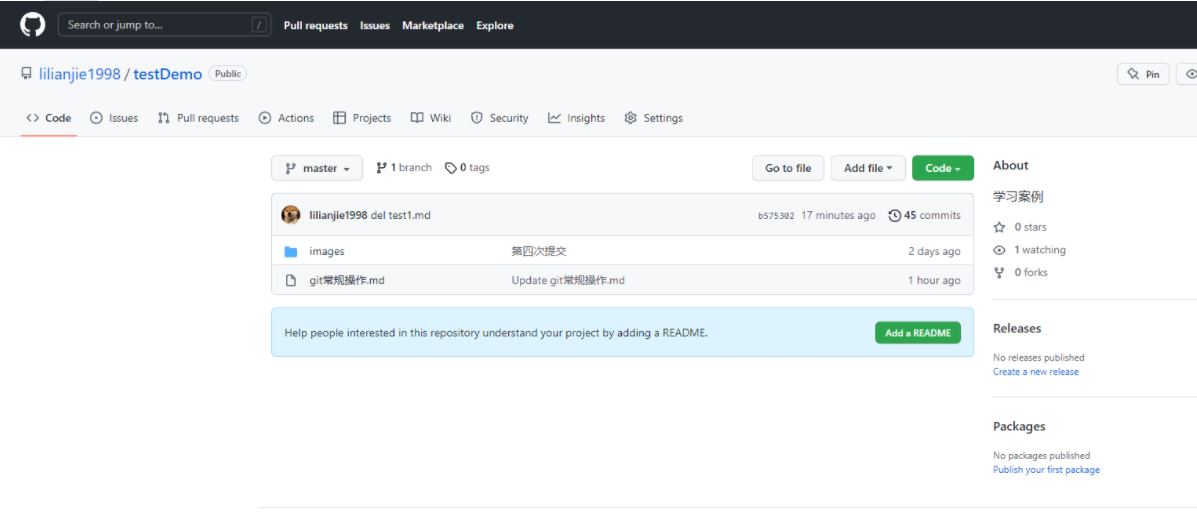 Search or jump to... / Pull requests Issues Marketplace Explore
lilianjie1998 / testDemo Public Pin
Code Issues Pull requests Actions Projects Wiki Security Insights Settings
master 1 branch 0 tags Go to file Add file Code
lilianjie1998 del test1.md b575302 17 minutes ago 45 commits
images 第四次提交 2 days ago
git常规操作.md Update git常规操作.md 1 hour ago
Help people interested in this repository understand your project by adding a README. Add a README
About
学习案例
0 stars
1 watching
0 forks
Releases
No releases published
Create a new release
Packages
No packages published
Publish your first package